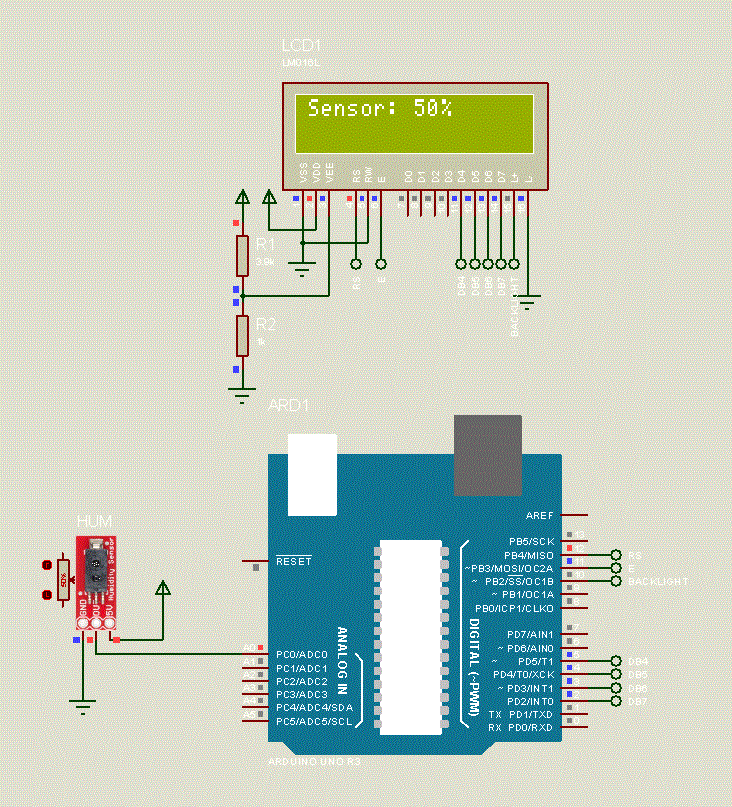 LCD1
LM016L
Sensor: 50%
VSS
VDD
VEE
RS
RW
E
D0
D1
D2
D3
D4
D5
D6
D7
L+
L-
R1
R2
RS
E
DB4
DB5
DB6
DB7
BACKLIGHT
ARD1
HUM
Humidity Sensor
GND
OUT
5V
50%
RESET
AREF
PB5/SCK
PB4/MISO
RS
~PB3/MOSI/OC2A
E
~ PB2/SS/OC1B
BACKLIGHT
~ PB1/OC1A
PB0/ICP1/CLKO
PD7/AIN1
~ PD6/AIN0
~ PD5/T1
DB4
PD4/T0/XCK
DB5
~ PD3/INT1
DB6
PD2/INT0
DB7
TX PD1/TXD
RX PD0/RXD
ANALOG IN
DIGITAL (~PWM)
PC0/ADC0
PC1/ADC1
PC2/ADC2
PC3/ADC3
PC4/ADC4/SDA
PC5/ADC5/SCL
ARDUINO UNO R3